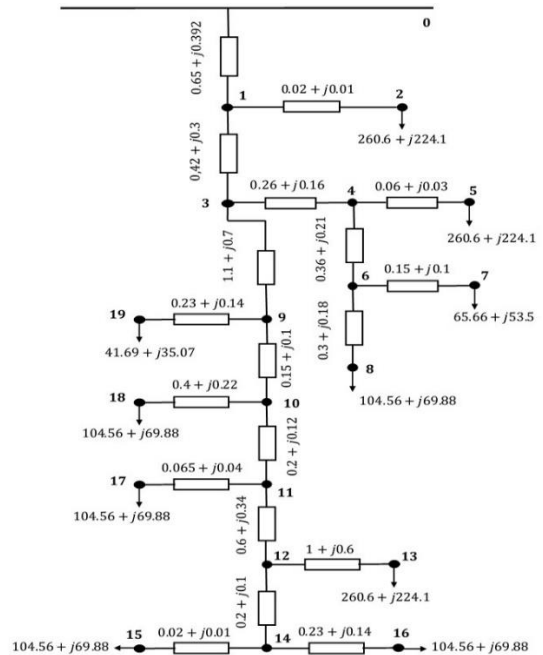 0
0.65 + j0.392
1
0.02 + j0.01
2
260.6 + j224.1
0,42 + j0.3
3
0.26 + j0.16
4
0.06 + j0.03
5
260.6 + j224.1
0.36 + j0.21
1.1 + j0.7
6
0.15 + j0.1
7
65.66 + j53.5
0.3 + j0.18
8
104.56 + j69.88
19
0.23 + j0.14
9
41.69 + j35.07
0.15 + j0.1
18
0.4 + j0.22
10
104.56 + j69.88
0.2 + j0.12
17
0.065 + j0.04
11
104.56 + j69.88
0.6 + j0.34
12
1 + j0.6
13
260.6 + j224.1
0.2 + j0.1
15
0.02 + j0.01
14
0.23 + j0.14
16
104.56 + j69.88
104.56 + j69.88